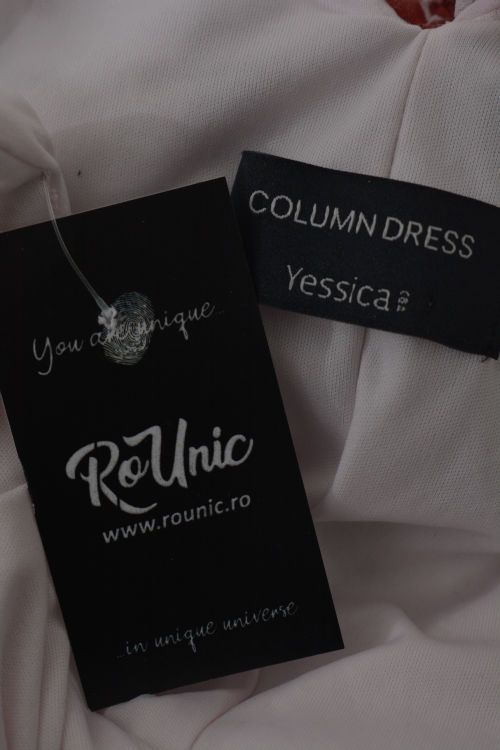 COLUMN DRESS
Yessica
You are unique...
RoUnic
www.rounic.ro
...in unique universe